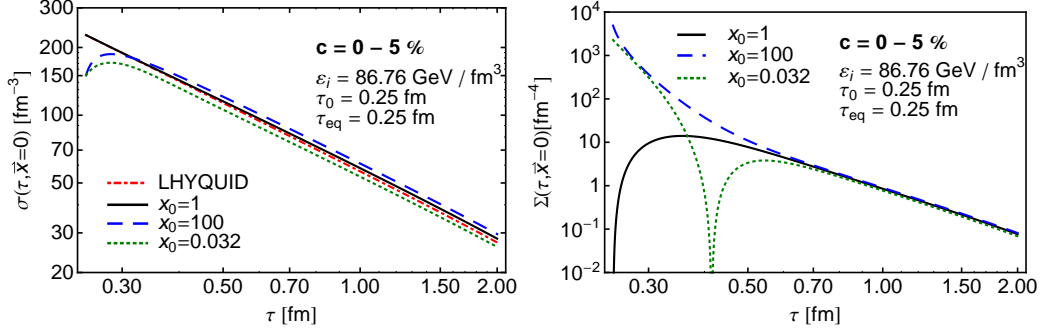 300
200
150
100
70
50
30
20
σ(τ,x⃗=0) [fm⁻³]
c = 0 – 5 %
εᵢ = 86.76 GeV / fm³
τ₀ = 0.25 fm
τeq = 0.25 fm
LHYQUID
x₀=1
x₀=100
x₀=0.032
0.30 0.50 0.70 1.00 1.50 2.00
τ [fm]
10⁴
10³
10²
10
1
10⁻¹
10⁻²
Σ(τ,x⃗=0)[fm⁻⁴]
x₀=1
x₀=100
x₀=0.032
c = 0 – 5 %
εᵢ = 86.76 GeV / fm³
τ₀ = 0.25 fm
τeq = 0.25 fm
0.30 0.50 0.70 1.00 1.50 2.00
τ [fm]